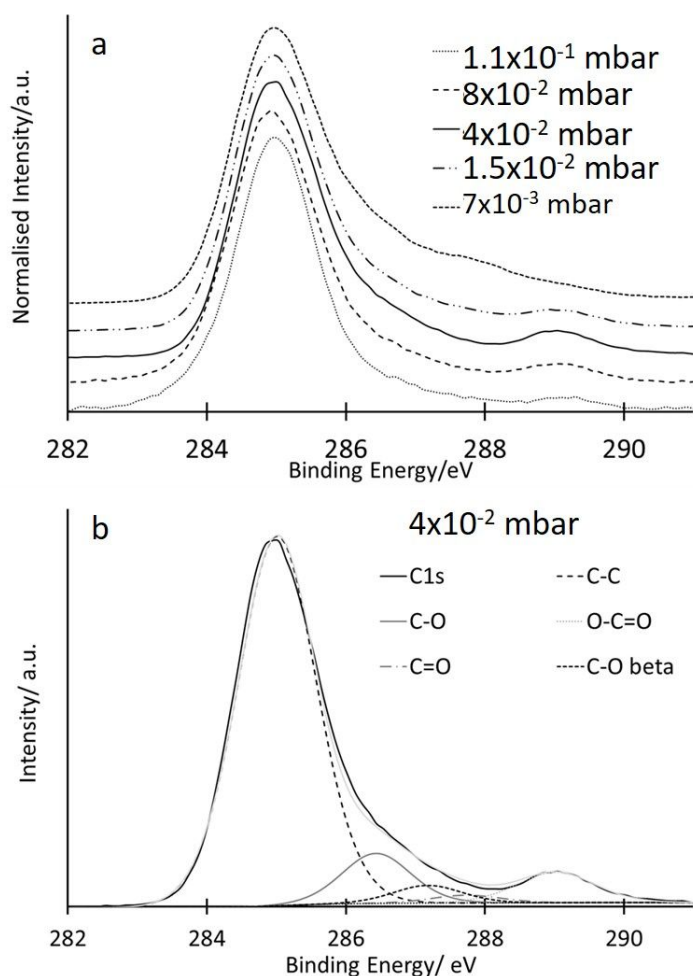 a
1.1x10⁻¹ mbar
8x10⁻² mbar
4x10⁻² mbar
1.5x10⁻² mbar
7x10⁻³ mbar
Normalised Intensity/a.u.
282 284 286 288 290
Binding Energy/eV
b
4x10⁻² mbar
C1s C-C
C-O O-C=O
C=O C-O beta
Intensity/ a.u.
282 284 286 288 290
Binding Energy/ eV